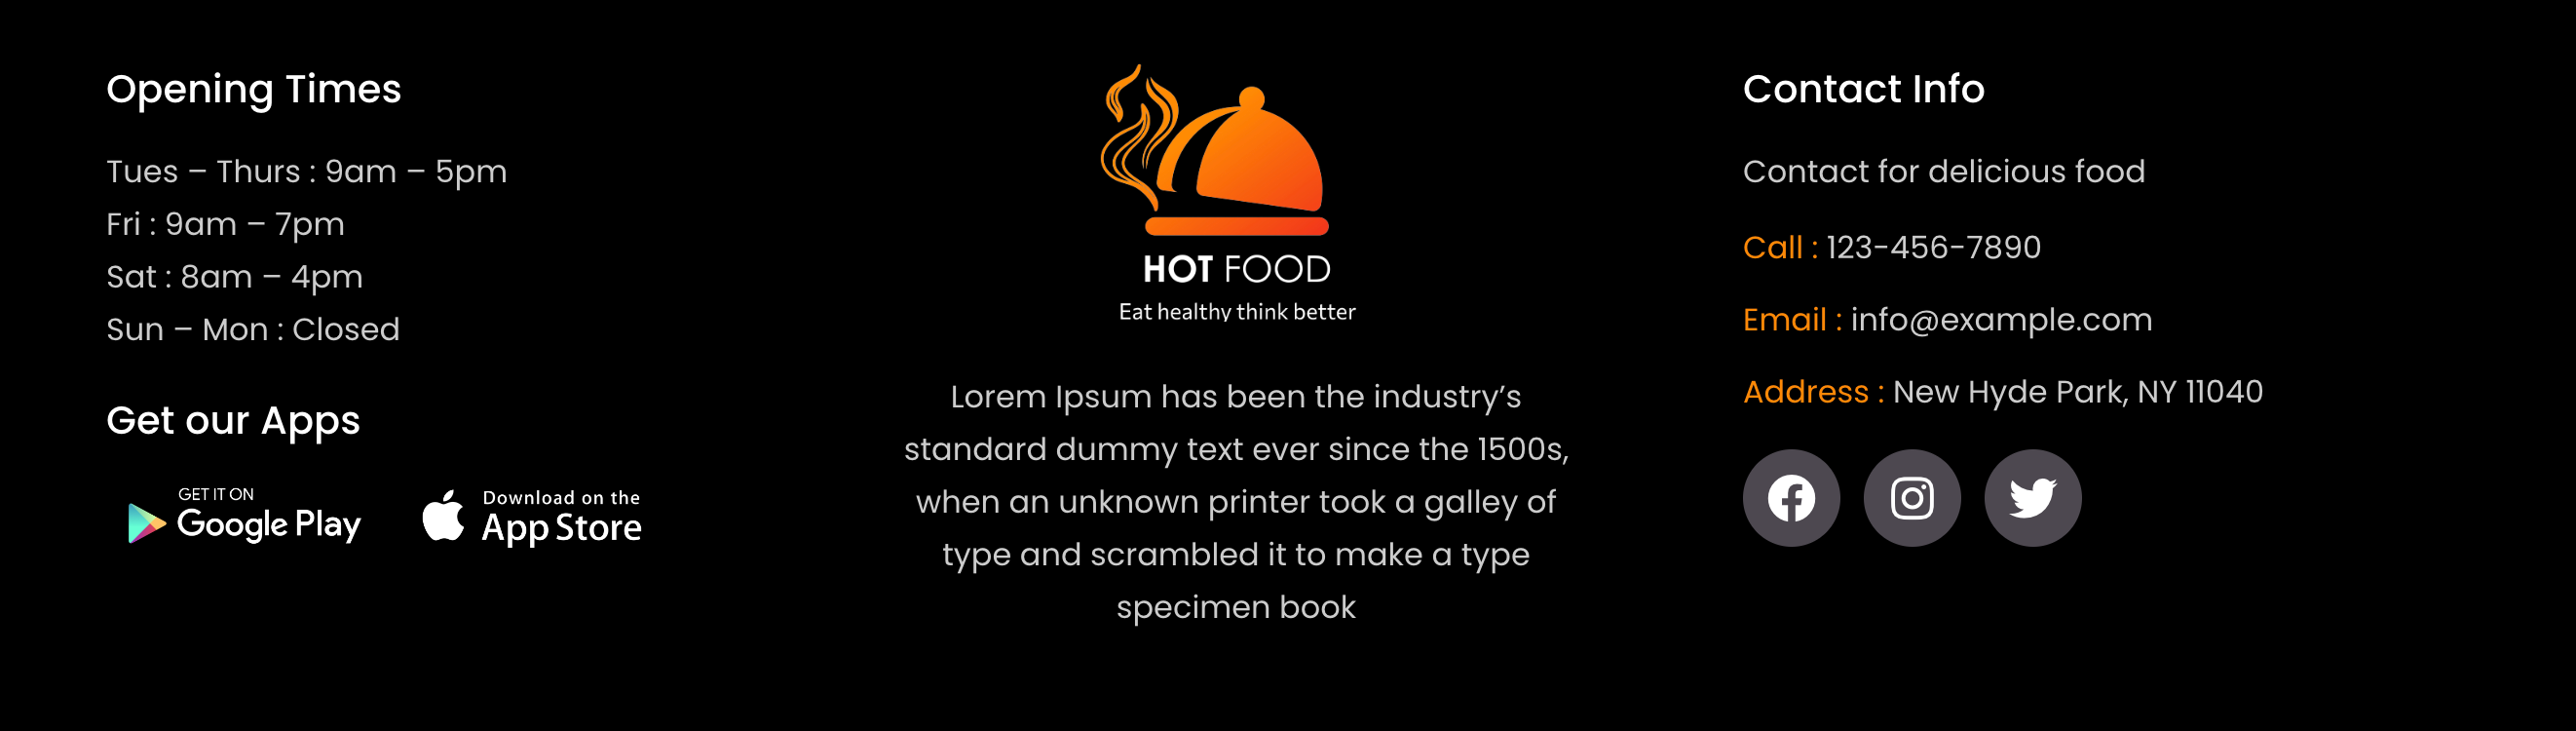 Opening Times
Tues – Thurs : 9am – 5pm
Fri : 9am – 7pm
Sat : 8am – 4pm
Sun – Mon : Closed
Get our Apps
GET IT ON
Google Play
Download on the
App Store
HOT FOOD
Eat healthy think better
Lorem Ipsum has been the industry’s
standard dummy text ever since the 1500s,
when an unknown printer took a galley of
type and scrambled it to make a type
specimen book
Contact Info
Contact for delicious food
Call : 123-456-7890
Email : info@example.com
Address : New Hyde Park, NY 11040